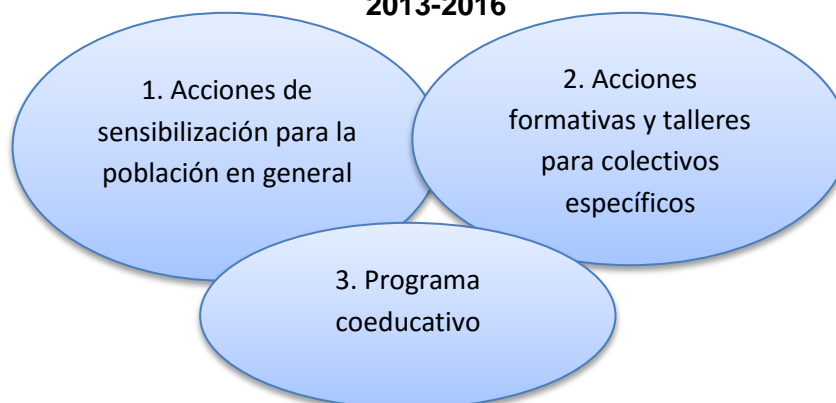 2013-2016
1. Acciones de
sensibilización para la
población en general
2. Acciones
formativas y talleres
para colectivos
específicos
3. Programa
coeducativo